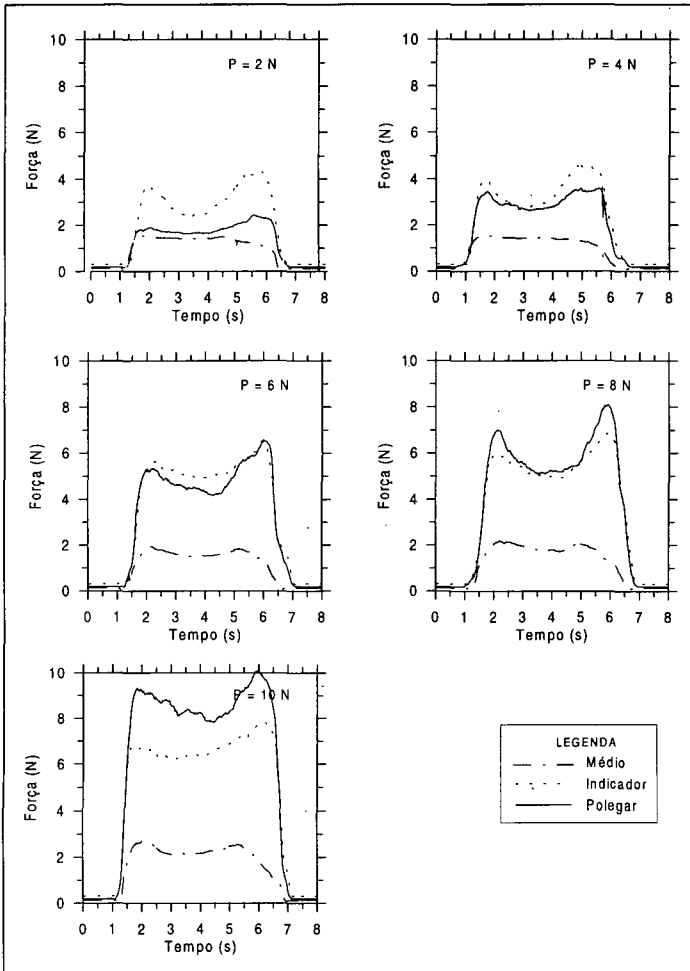 10
8
6
4
2
0
Força (N)
P = 2 N
0 1 2 3 4 5 6 7 8
Tempo (s)
10
8
6
4
2
0
Força (N)
P = 4 N
0 1 2 3 4 5 6 7 8
Tempo (s)
10
8
6
4
2
0
Força (N)
P = 6 N
0 1 2 3 4 5 6 7 8
Tempo (s)
10
8
6
4
2
0
Força (N)
P = 8 N
0 1 2 3 4 5 6 7 8
Tempo (s)
10
8
6
4
2
0
Força (N)
P = 10 N
0 1 2 3 4 5 6 7 8
Tempo (s)
LEGENDA
Médio
Indicador
Polegar